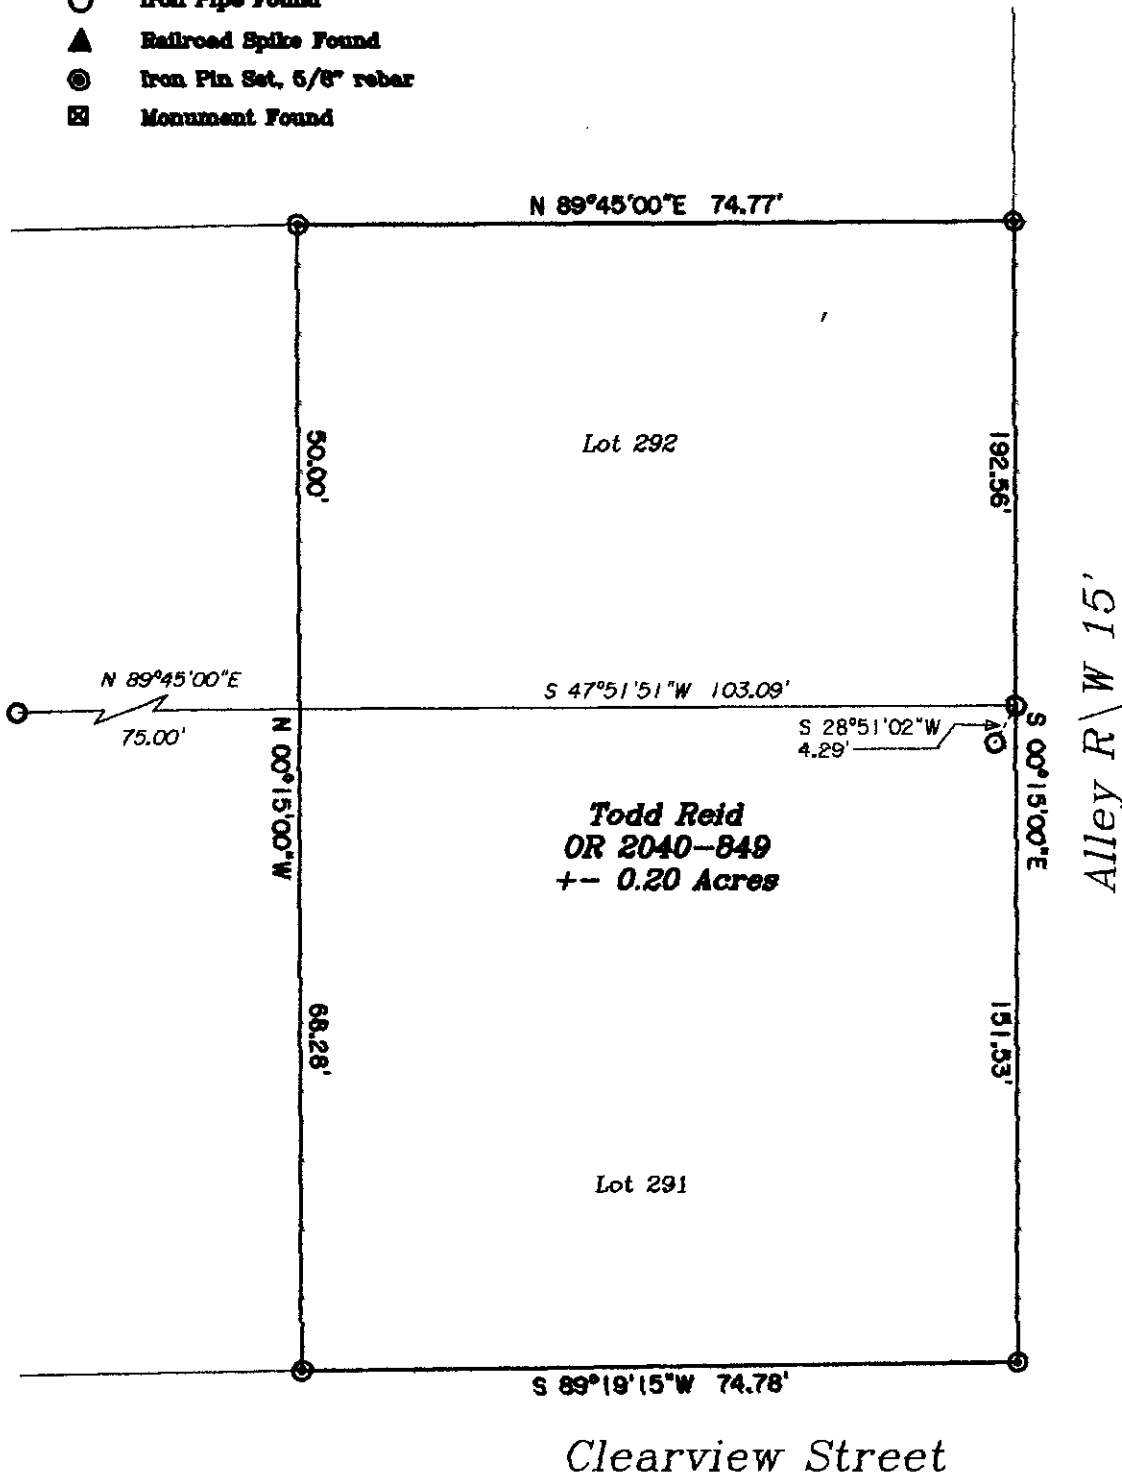 Iron Pipe Found
Railroad Spike Found
Iron Pin Set, 5/8" rebar
Monument Found
N 89°45'00"E 74.77'
50.00'
Lot 292
192.56'
Alley R\W 15'
N 89°45'00"E
75.00'
S 47°51'51"W 103.09'
S 28°51'02"W
4.29'
N 00°15'00"W
S 00°15'00"E
Todd Reid
OR 2040-849
+- 0.20 Acres
68.28'
151.53'
Lot 291
S 89°19'15"W 74.78'
Clearview Street